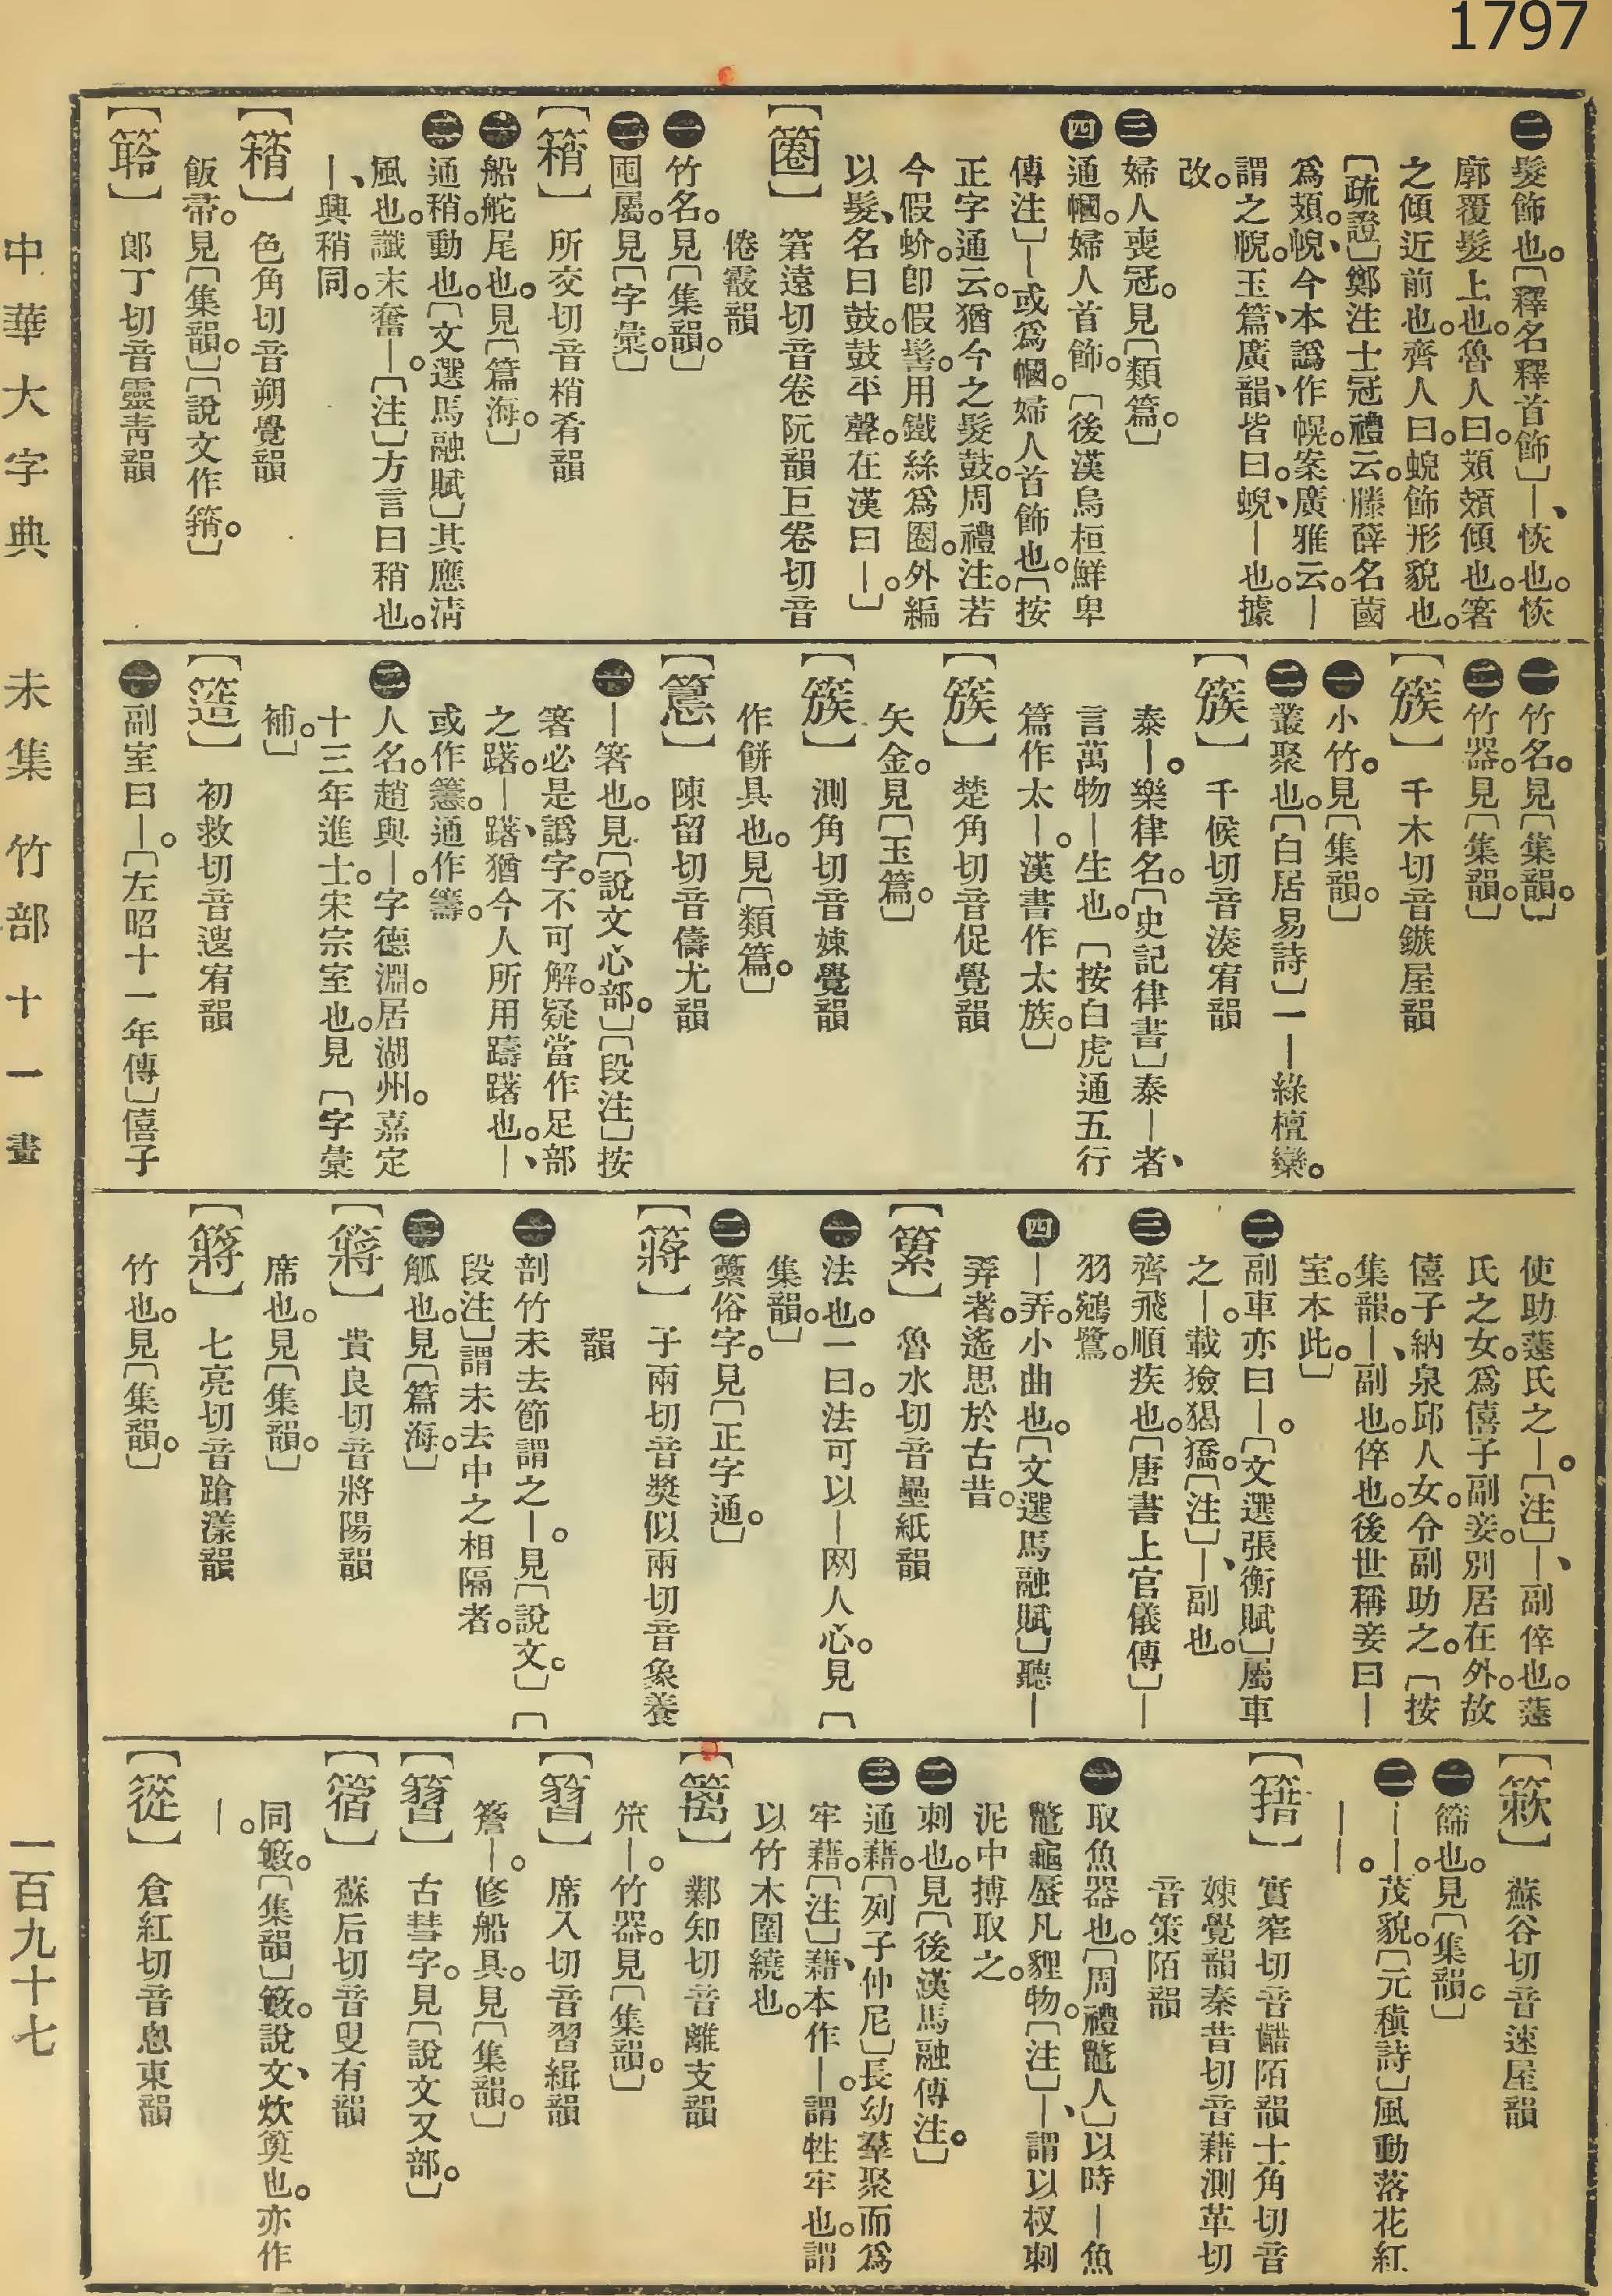 1797
㊁髮飾也。〔釋名釋首飾〕｜、恢也。恢
廓覆髮上也。魯人曰。頍頍傾也。箸
之傾近前也。齊人曰。䫌飾形貌也。
〔疏證〕鄭注士冠禮云。滕薛名蔮
爲頍。帨、今本譌作幌。案廣雅云。｜
謂之帨。玉篇、廣韻、皆曰。䫌、｜也。據
改。
㊂婦人喪冠。見〔類篇。〕
㊃通幗。婦人首飾。〔後漢烏桓鮮卑
傳注〕｜或爲幗。婦人首飾也。〔按
正字通云。猶今之髮鼓。周禮注。若
今假紒。卽假髻。用鐵絲爲圈。外編
以髮、名曰鼓。鼓平聲。在漢曰｜。〕
〔篕〕　窘遠切音卷阮韻巨卷切音
倦霰韻
㊀竹名。見〔集韻。〕
㊁囤屬。見〔字彙。〕
〔䈰〕　所交切音梢肴韻
㊀船舵尾也。見〔篇海。〕
㊁通稍。動也。〔文選馬融賦〕其應淸
風也。讖末奮｜。〔注〕方言曰稍也。
｜、與稍同。
〔䈰〕　色角切音朔覺韻
飯帚。見〔集韻。〕〔說文作䈾。〕
〔䉁〕　郎丁切音靈靑韻
㊀竹名。見〔集韻。〕
㊁竹器。見〔集韻。〕
〔簇〕　千木切音鏃屋韻
㊀小竹。見〔集韻。〕
㊁叢聚也。〔白居易詩〕一｜綠檀欒。
〔簇〕　千候切音湊宥韻
泰｜。樂律名。〔史記律書〕泰｜者、
言萬物｜生也。〔按白虎通五行
篇作太｜。漢書作太族。〕
〔簇〕　楚角切音促覺韻
矢金。見〔玉篇。〕
〔簇〕　測角切音娕覺韻
作餠具也。見〔類篇。〕
〔䇬〕　陳留切音儔尤韻
㊀｜箸也。見〔說文心部。〕〔段注〕按
箸必是譌字。不可解。疑當作足部
之躇。｜躇、猶今人所用躊躇也。｜、
或作懤。通作籌。
㊁人名。趙與｜。字德淵。居湖州。嘉定
十三年進士。宋宗室也。見〔字彙
補。〕
〔簉〕　初救切音遚宥韻
㊀副室曰｜。〔左昭十一年傳〕僖子
使助薳氏之｜。〔注〕｜、副倅也。薳
氏之女。爲僖子副妾。別居在外。故
僖子納泉邱人女。令副助之。〔按
集韻。｜、副也。倅也。後世稱妾曰｜
室。本此。〕
㊁副車亦曰｜。〔文選張衡賦〕屬車
之｜。載獫猲獢。〔注〕｜、副也。
㊂齊飛順疾也。〔唐書上官儀傳〕｜
羽鵷鷺。
㊃｜弄。小曲也。〔文選馬融賦〕聽｜
弄者。遙思於古昔。
〔䉂〕　魯水切音壘紙韻
㊀法也。一曰。法可以｜网人心。見〔
集韻。〕
㊁虆俗字。見〔正字通。〕
〔䉃〕　子兩切音奬似兩切音象養
韻
㊀剖竹未去節謂之｜。見〔說文。〕〔
段注〕謂未去中之相隔者。
㊁觚也。見〔篇海。〕
〔䉃〕　貴良切音將陽韻
席也。見〔集韻。〕
〔䉃〕　七亮切音蹌漾韻
竹也。見〔集韻。〕
〔簌〕　蘇谷切音速屋韻
㊀篩也。見〔集韻。〕
㊁｜｜。茂貌。〔元稹詩〕風動落花紅
｜｜。
〔簎〕　實窄切音齰陌韻士角切音
娕覺韻秦昔切音藉測革切
音策陌韻
㊀取魚器也。〔周禮鼈人〕以時｜魚
鼈龜蜃凡貍物。〔注〕｜、謂以杈刺
泥中搏取之。
㊁刺也。見〔後漢馬融傳注。〕
㊂通藉。〔列子仲尼〕長幼羣聚而爲
牢藉。〔注〕藉、本作｜。謂牲牢也。謂
以竹木圍繞也。
〔䉅〕　鄴知切音離支韻
笊｜。竹器。見〔集韻。〕
〔䈿〕　席入切音習緝韻
篬｜。修船具。見〔集韻。〕
〔䈿〕　古彗字。見〔說文又部。〕
〔䈹〕　蘇后切音叟有韻
同籔。〔集韻〕籔、說文、炊䉛也。亦作
｜。
〔䉘〕　倉紅切音恖東韻
中華大字典　未集　竹部　十一畫
一百九十七